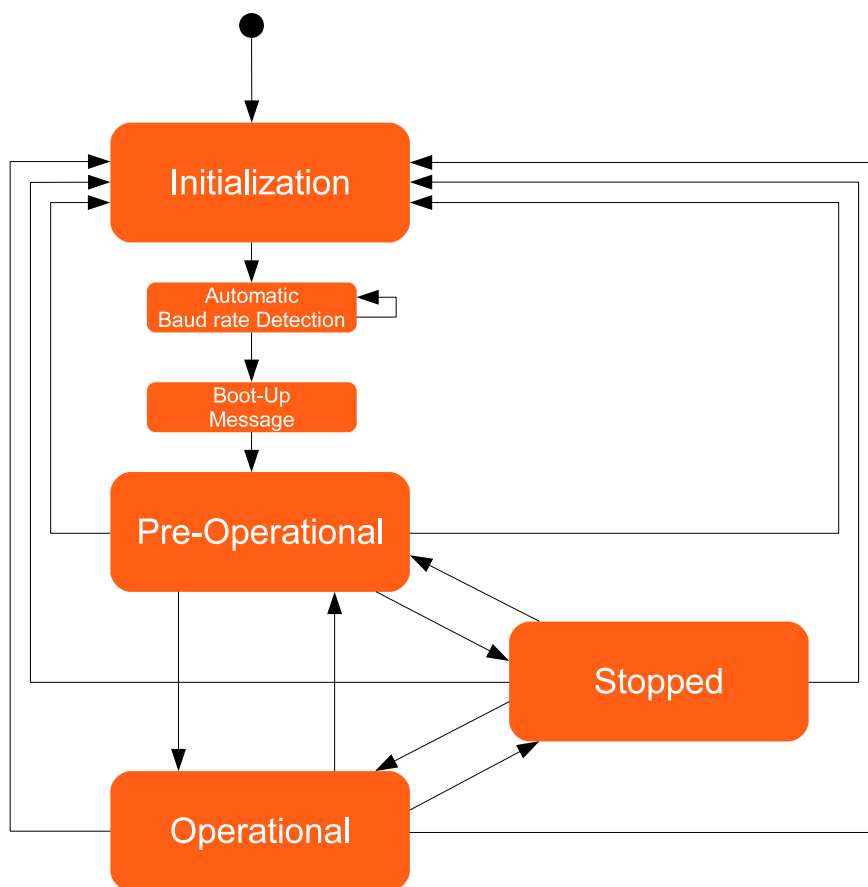 Initialization
Automatic
Baud rate Detection
Boot-Up
Message
Pre-Operational
Stopped
Operational